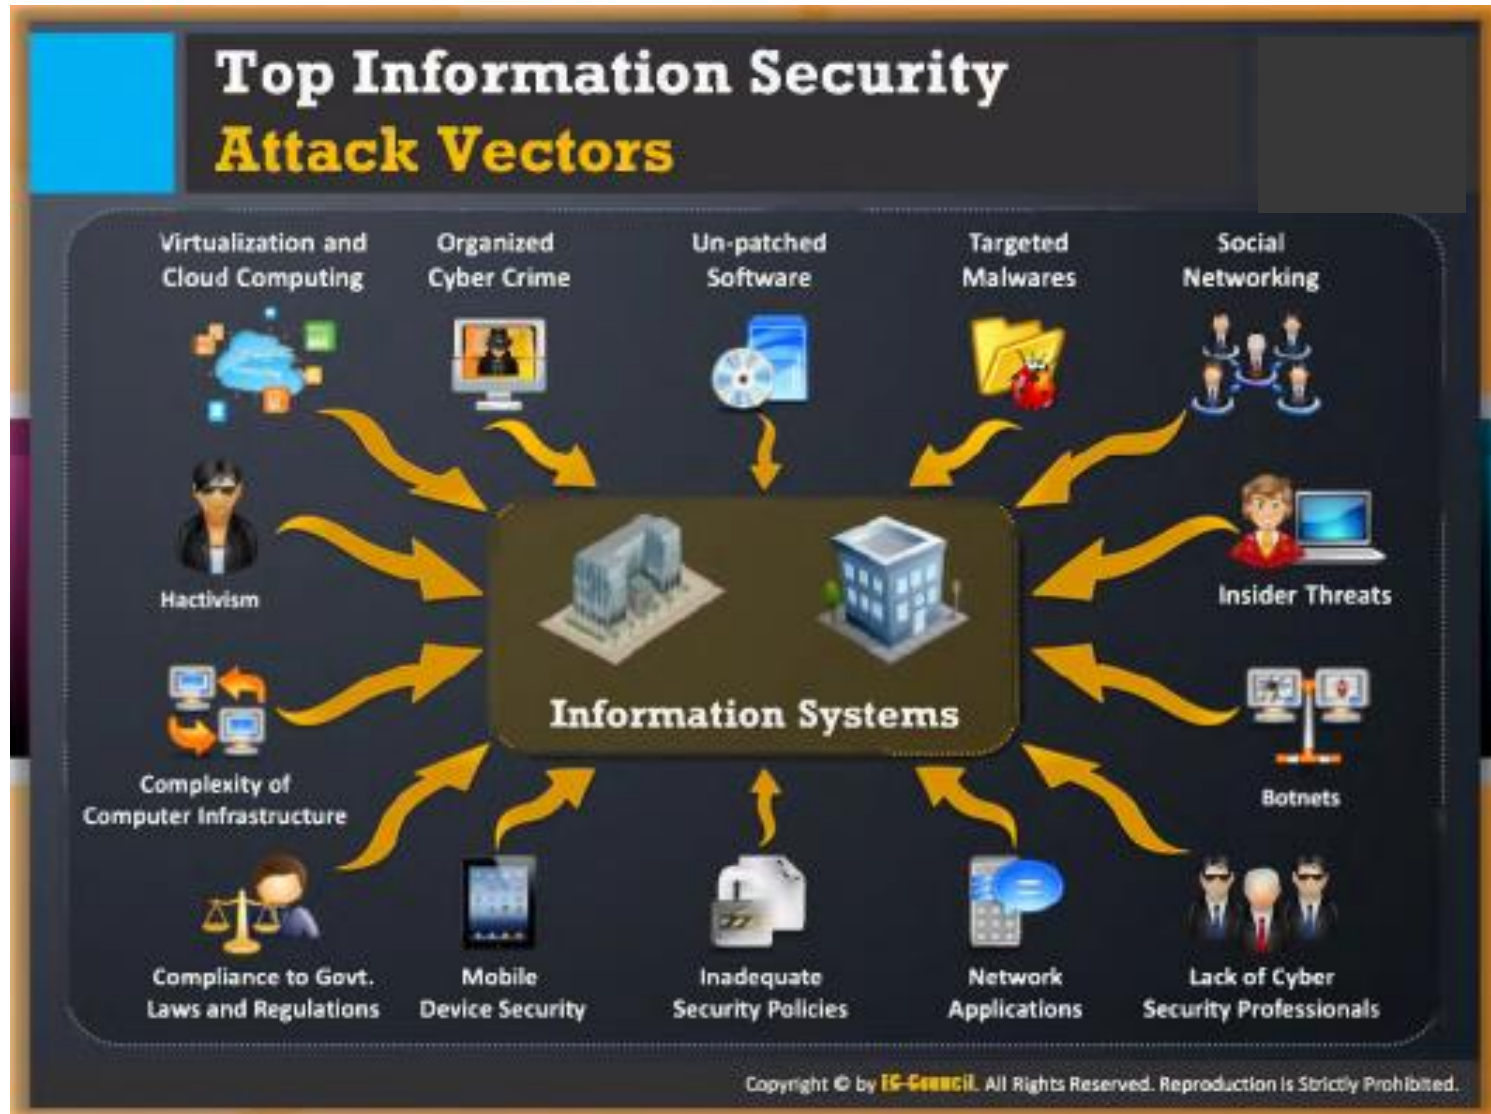 Top Information Security
Attack Vectors
Virtualization and
Cloud Computing
Organized
Cyber Crime
Un-patched
Software
Targeted
Malwares
Social
Networking
Hactivism
Insider Threats
Information Systems
Complexity of
Computer Infrastructure
Botnets
Compliance to Govt.
Laws and Regulations
Mobile
Device Security
Inadequate
Security Policies
Network
Applications
Lack of Cyber
Security Professionals
Copyright © by EC-Council. All Rights Reserved. Reproduction is Strictly Prohibited.